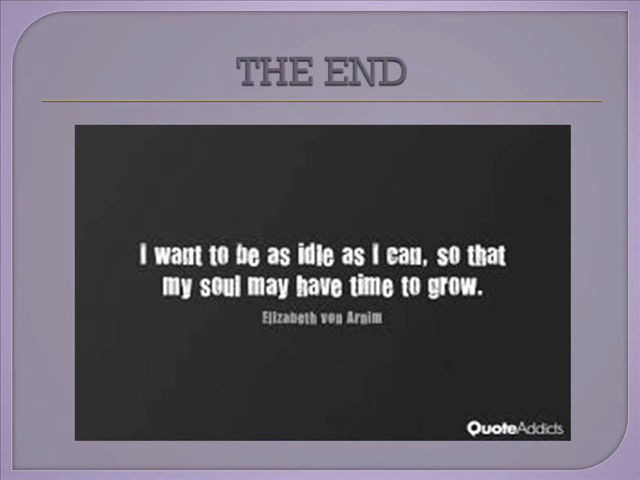 THE END
I want to be as idle as I can, so that
my soul may have time to grow.
Elizabeth von Arnim
QuoteAddicts